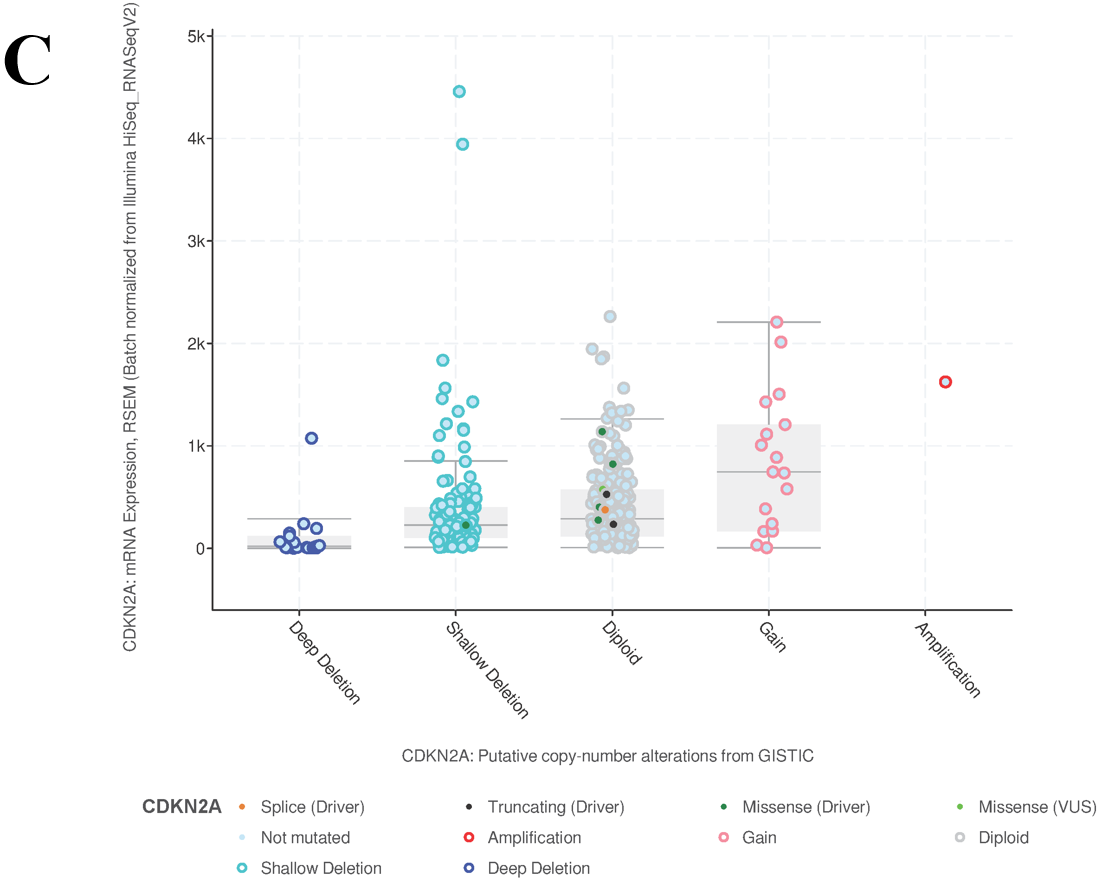 C
CDKN2A: mRNA Expression, RSEM (Batch normalized from Illumina HiSeq_RNASeqV2)
5k
4k
3k
2k
1k
0
Deep Deletion
Shallow Deletion
Diploid
Gain
Amplification
CDKN2A: Putative copy-number alterations from GISTIC
CDKN2A Splice (Driver) Truncating (Driver) Missense (Driver) Missense (VUS)
Not mutated Amplification Gain Diploid
Shallow Deletion Deep Deletion